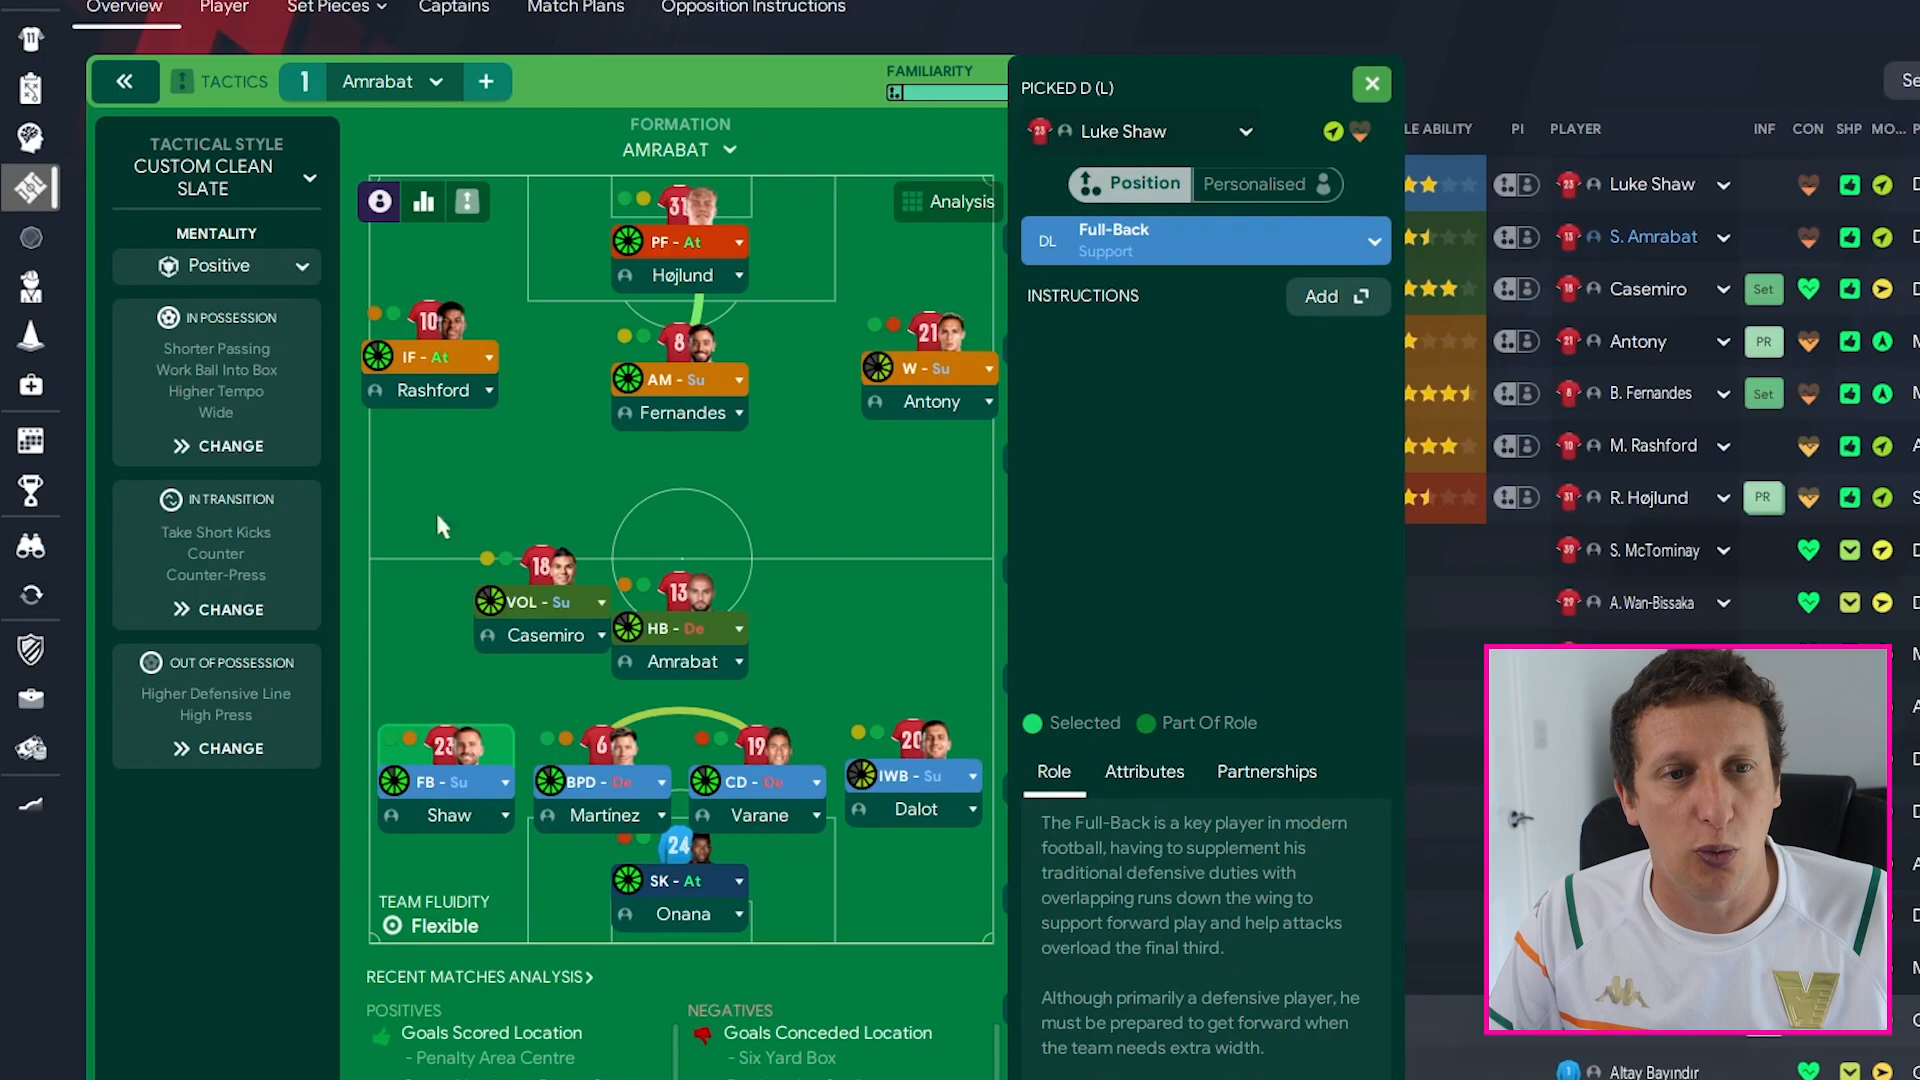 Overview
Player
Set Pieces
Captains
Match Plans
Opposition Instructions
TACTICS
1
Amrabat
FAMILIARITY
TACTICAL STYLE
CUSTOM CLEAN
SLATE
MENTALITY
Positive
IN POSSESSION
Shorter Passing
Work Ball Into Box
Higher Tempo
Wide
CHANGE
IN TRANSITION
Take Short Kicks
Counter
Counter-Press
CHANGE
OUT OF POSSESSION
Higher Defensive Line
High Press
CHANGE
FORMATION
AMRABAT
Analysis
31
PF - At
Højlund
10
IF - At
Rashford
8
AM - Su
Fernandes
21
W - Su
Antony
18
VOL - Su
Casemiro
13
HB - De
Amrabat
23
FB - Su
Shaw
6
BPD - De
Martínez
19
CD - De
Varane
20
IWB - Su
Dalot
24
SK - At
Onana
TEAM FLUIDITY
Flexible
RECENT MATCHES ANALYSIS
POSITIVES
Goals Scored Location
- Penalty Area Centre
NEGATIVES
Goals Conceded Location
- Six Yard Box
PICKED D (L)
23
Luke Shaw
Position
Personalised
DL
Full-Back
Support
INSTRUCTIONS
Add
Selected
Part Of Role
Role
Attributes
Partnerships
The Full-Back is a key player in modern
football, having to supplement his
traditional defensive duties with
overlapping runs down the wing to
support forward play and help attacks
overload the final third.
Although primarily a defensive player, he
must be prepared to get forward when
the team needs extra width.
LE ABILITY
PI
PLAYER
INF
CON
SHP
MO...
Luke Shaw
S. Amrabat
Casemiro
Set
Antony
PR
B. Fernandes
Set
M. Rashford
R. Højlund
PR
S. McTominay
A. Wan-Bissaka
Altay Bayındır